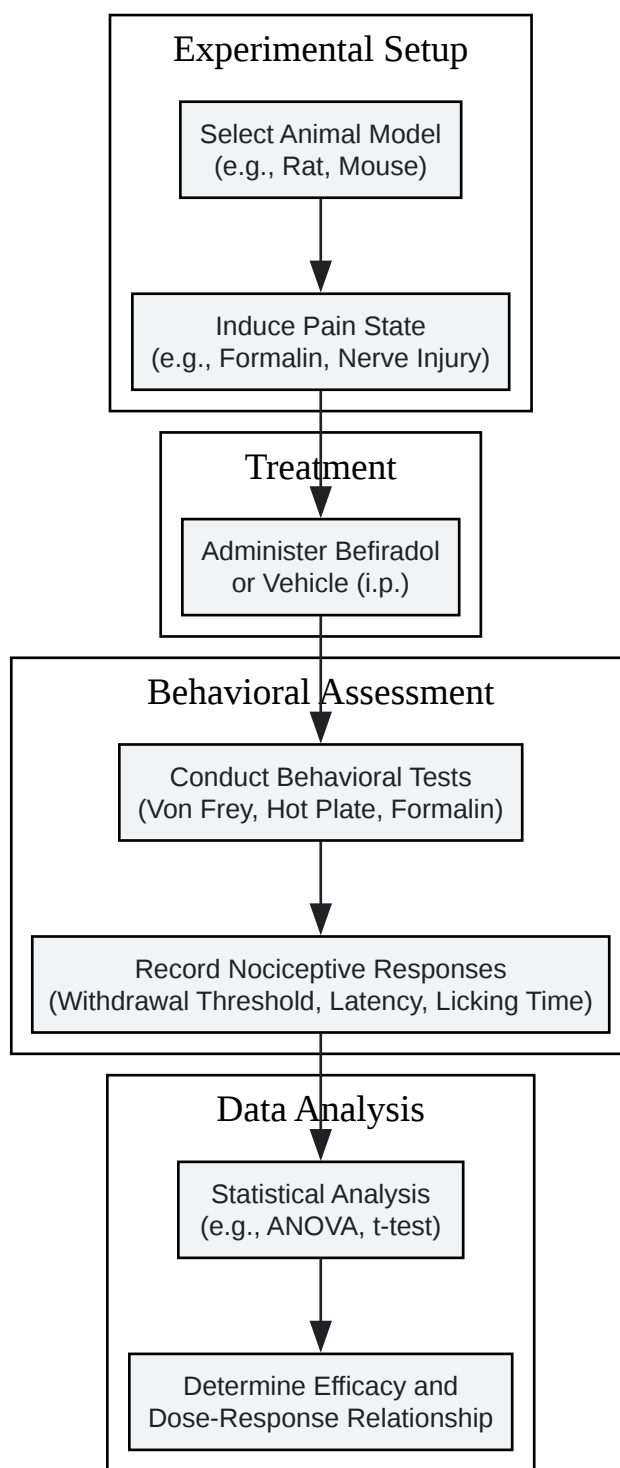 Experimental Setup
Select Animal Model
(e.g., Rat, Mouse)
Induce Pain State
(e.g., Formalin, Nerve Injury)
Treatment
Administer Befiradol
or Vehicle (i.p.)
Behavioral Assessment
Conduct Behavioral Tests
(Von Frey, Hot Plate, Formalin)
Record Nociceptive Responses
(Withdrawal Threshold, Latency, Licking Time)
Data Analysis
Statistical Analysis
(e.g., ANOVA, t-test)
Determine Efficacy and
Dose-Response Relationship